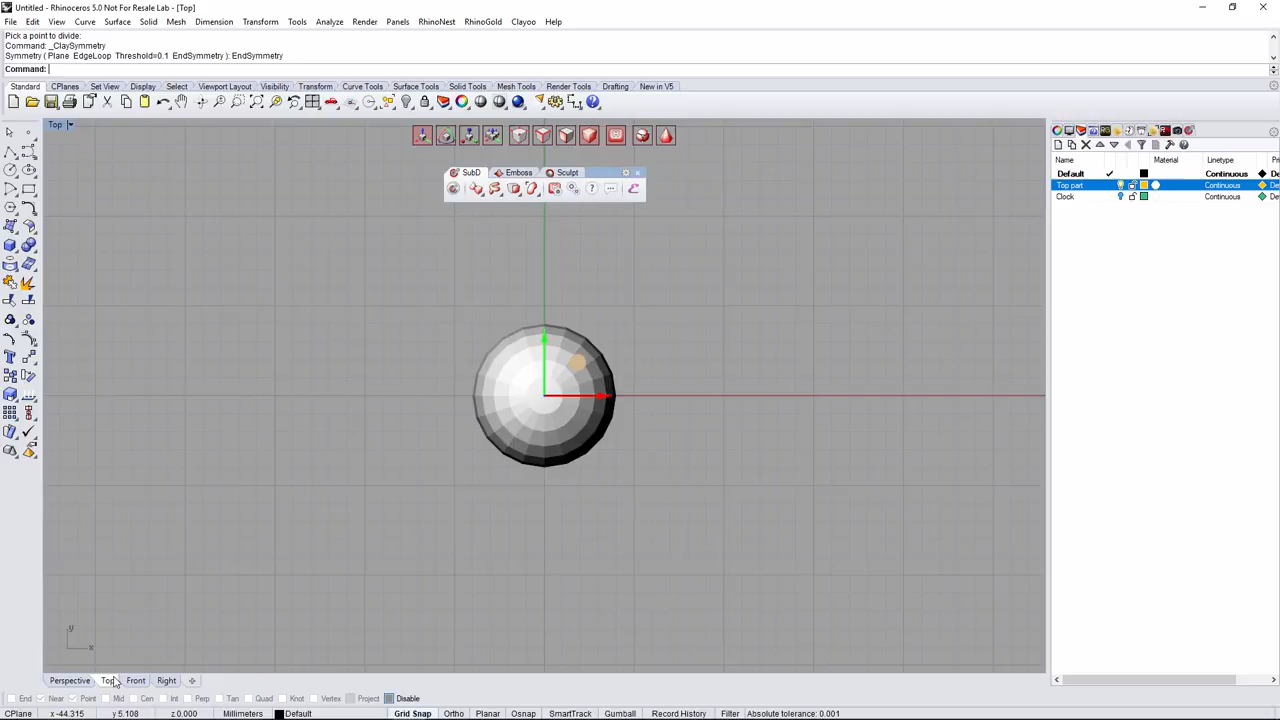 Untitled - Rhinoceros 5.0 Not For Resale Lab - [Top]
File Edit View Curve Surface Solid Mesh Dimension Transform Tools Analyze Render Panels RhinoNest RhinoGold Clayoo Help
Pick a point to divide:
Command: _ClaySymmetry
Symmetry ( Plane EdgeLoop Threshold=0.1 EndSymmetry ): EndSymmetry
Command:
Standard CPlanes Set View Display Select Viewport Layout Visibility Transform Curve Tools Surface Tools Solid Tools Mesh Tools Render Tools Drafting New in V5
Top
SubD Emboss Sculpt
Name Material Linetype Pri
Default Continuous De
Top part Continuous De
Clock Continuous De
y
x
Perspective Top Front Right
End Near Point Mid Cen Int Perp Tan Quad Knot Vertex Project Disable
CPlane x -44.315 y 5.108 z 0.000 Millimeters Default Grid Snap Ortho Planar Osnap SmartTrack Gumball Record History Filter Absolute tolerance: 0.001